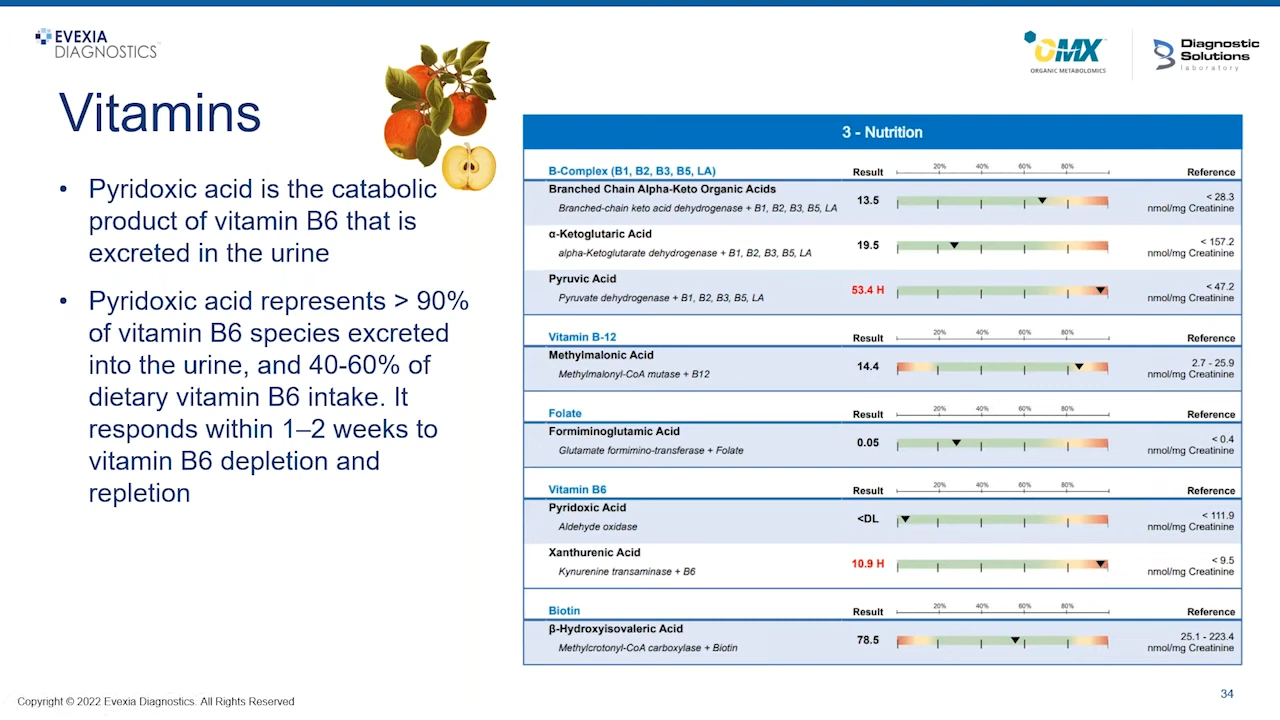 EVEXIA
DIAGNOSTICS
OMX
ORGANIC METABOLOMICS
Diagnostic
Solutions
laboratory
Vitamins
• Pyridoxic acid is the catabolic
product of vitamin B6 that is
excreted in the urine
• Pyridoxic acid represents > 90%
of vitamin B6 species excreted
into the urine, and 40-60% of
dietary vitamin B6 intake. It
responds within 1–2 weeks to
vitamin B6 depletion and
repletion
3 - Nutrition
B-Complex (B1, B2, B3, B5, LA) Result 20% 40% 60% 80% Reference
Branched Chain Alpha-Keto Organic Acids
Branched-chain keto acid dehydrogenase + B1, B2, B3, B5, LA
13.5
< 28.3
nmol/mg Creatinine
α-Ketoglutaric Acid
alpha-Ketoglutarate dehydrogenase + B1, B2, B3, B5, LA
19.5
< 157.2
nmol/mg Creatinine
Pyruvic Acid
Pyruvate dehydrogenase + B1, B2, B3, B5, LA
53.4 H
< 47.2
nmol/mg Creatinine
Vitamin B-12 Result 20% 40% 60% 80% Reference
Methylmalonic Acid
Methylmalonyl-CoA mutase + B12
14.4
2.7 - 25.9
nmol/mg Creatinine
Folate Result 20% 40% 60% 80% Reference
Formiminoglutamic Acid
Glutamate formimino-transferase + Folate
0.05
< 0.4
nmol/mg Creatinine
Vitamin B6 Result 20% 40% 60% 80% Reference
Pyridoxic Acid
Aldehyde oxidase
<DL
< 111.9
nmol/mg Creatinine
Xanthurenic Acid
Kynurenine transaminase + B6
10.9 H
< 9.5
nmol/mg Creatinine
Biotin Result 20% 40% 60% 80% Reference
β-Hydroxyisovaleric Acid
Methylcrotonyl-CoA carboxylase + Biotin
78.5
25.1 - 223.4
nmol/mg Creatinine
Copyright © 2022 Evexia Diagnostics. All Rights Reserved
34